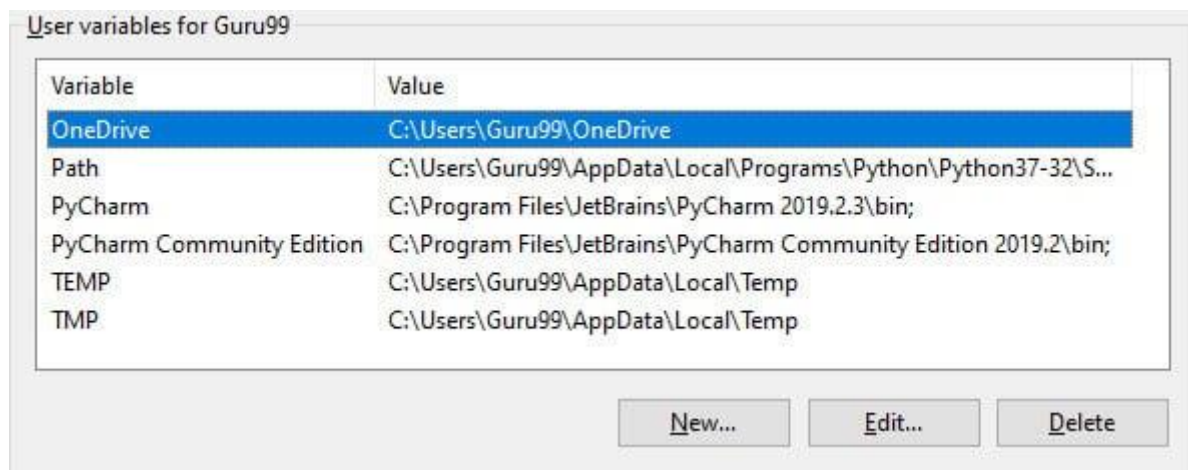 User variables for Guru99
Variable Value
OneDrive C:\Users\Guru99\OneDrive
Path C:\Users\Guru99\AppData\Local\Programs\Python\Python37-32\S...
PyCharm C:\Program Files\JetBrains\PyCharm 2019.2.3\bin;
PyCharm Community Edition C:\Program Files\JetBrains\PyCharm Community Edition 2019.2\bin;
TEMP C:\Users\Guru99\AppData\Local\Temp
TMP C:\Users\Guru99\AppData\Local\Temp
New... Edit... Delete